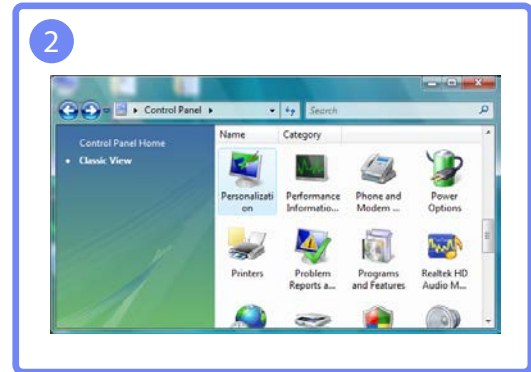 2
Control Panel
Search
Control Panel Home
Classic View
Name Category
Personalizati
on
Performance
Informatio...
Phone and
Modem ...
Power
Options
Printers
Problem
Reports a...
Programs
and Features
Realtek HD
Audio M...